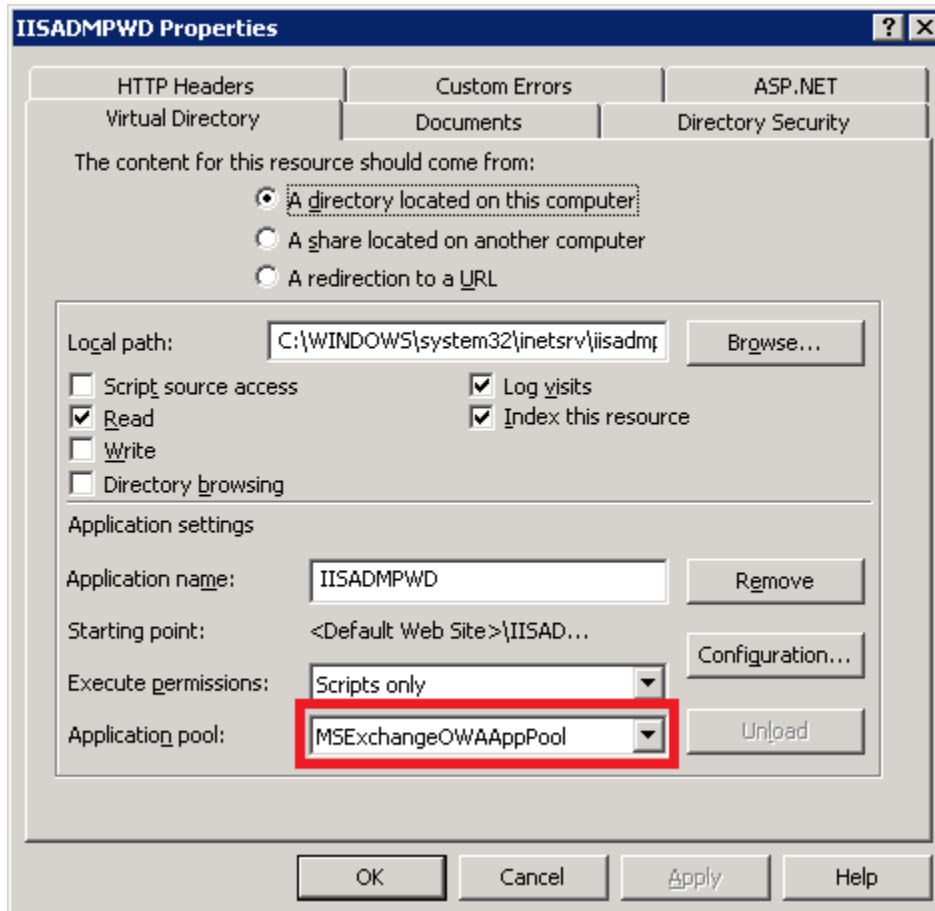 IISADMPWD Properties
HTTP Headers Custom Errors ASP.NET
Virtual Directory Documents Directory Security
The content for this resource should come from:
A directory located on this computer
A share located on another computer
A redirection to a URL
Local path: C:\WINDOWS\system32\inetsrv\iisadmp Browse...
Script source access Log visits
Read Index this resource
Write
Directory browsing
Application settings
Application name: IISADMPWD Remove
Starting point: <Default Web Site>\IISAD...
Configuration...
Execute permissions: Scripts only
Application pool: MSExchangeOWAAppPool Unload
OK Cancel Apply Help